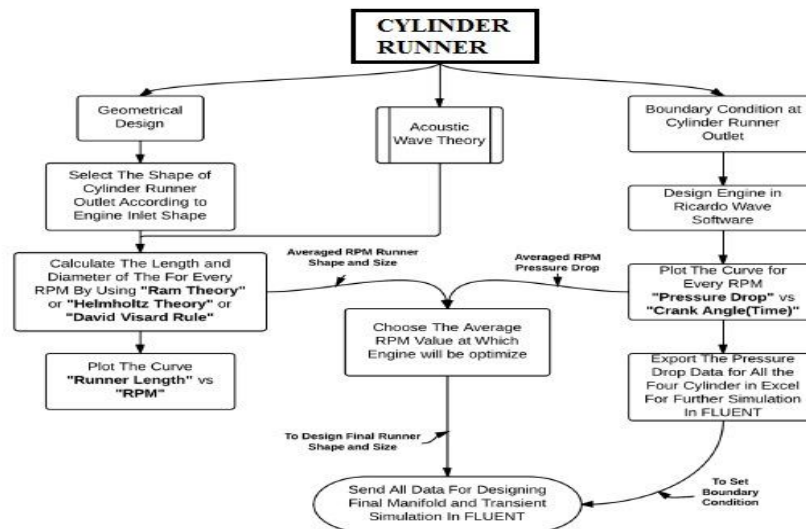 CYLINDER
RUNNER
Geometrical
Design
Acoustic
Wave Theory
Boundary Condition at
Cylinder Runner
Outlet
Select The Shape of
Cylinder Runner
Outlet According to
Engine Inlet Shape
Design Engine in
Ricardo Wave
Software
Calculate The Length and
Diameter of The For Every
RPM By Using "Ram Theory"
or "Helmholtz Theory" or
"David Visard Rule"
Averaged RPM Runner
Shape and Size
Averaged RPM
Pressure Drop
Plot The Curve for
Every RPM
"Pressure Drop" vs
"Crank Angle(Time)"
Choose The Average
RPM Value at Which
Engine will be optimize
Plot The Curve
"Runner Length" vs
"RPM"
Export The Pressure
Drop Data for All the
Four Cylinder in Excel
For Further Simulation
In FLUENT
To Design Final Runner
Shape and Size
Send All Data For Designing
Final Manifold and Transient
Simulation In FLUENT
To Set
Boundary
Condition